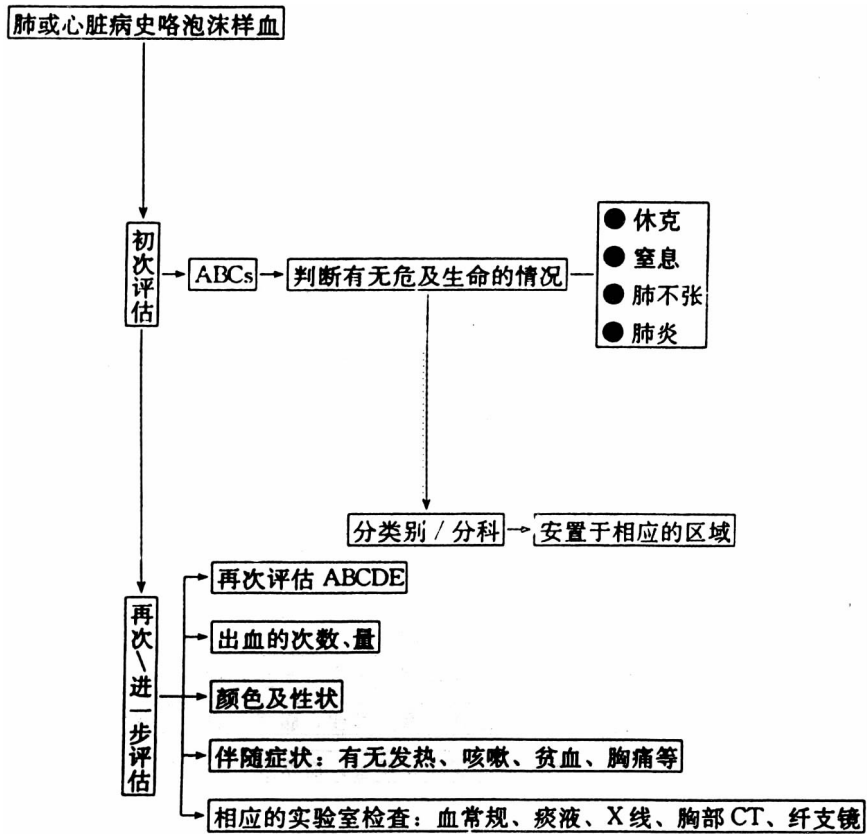 肺或心脏病史咯泡沫样血
初次评估
ABCs
判断有无危及生命的情况
● 休克
● 窒息
● 肺不张
● 肺炎
分类别 / 分科
安置于相应的区域
再次/进一步评估
再次评估 ABCDE
出血的次数、量
颜色及性状
伴随症状：有无发热、咳嗽、贫血、胸痛等
相应的实验室检查：血常规、痰液、X 线、胸部 CT、纤支镜